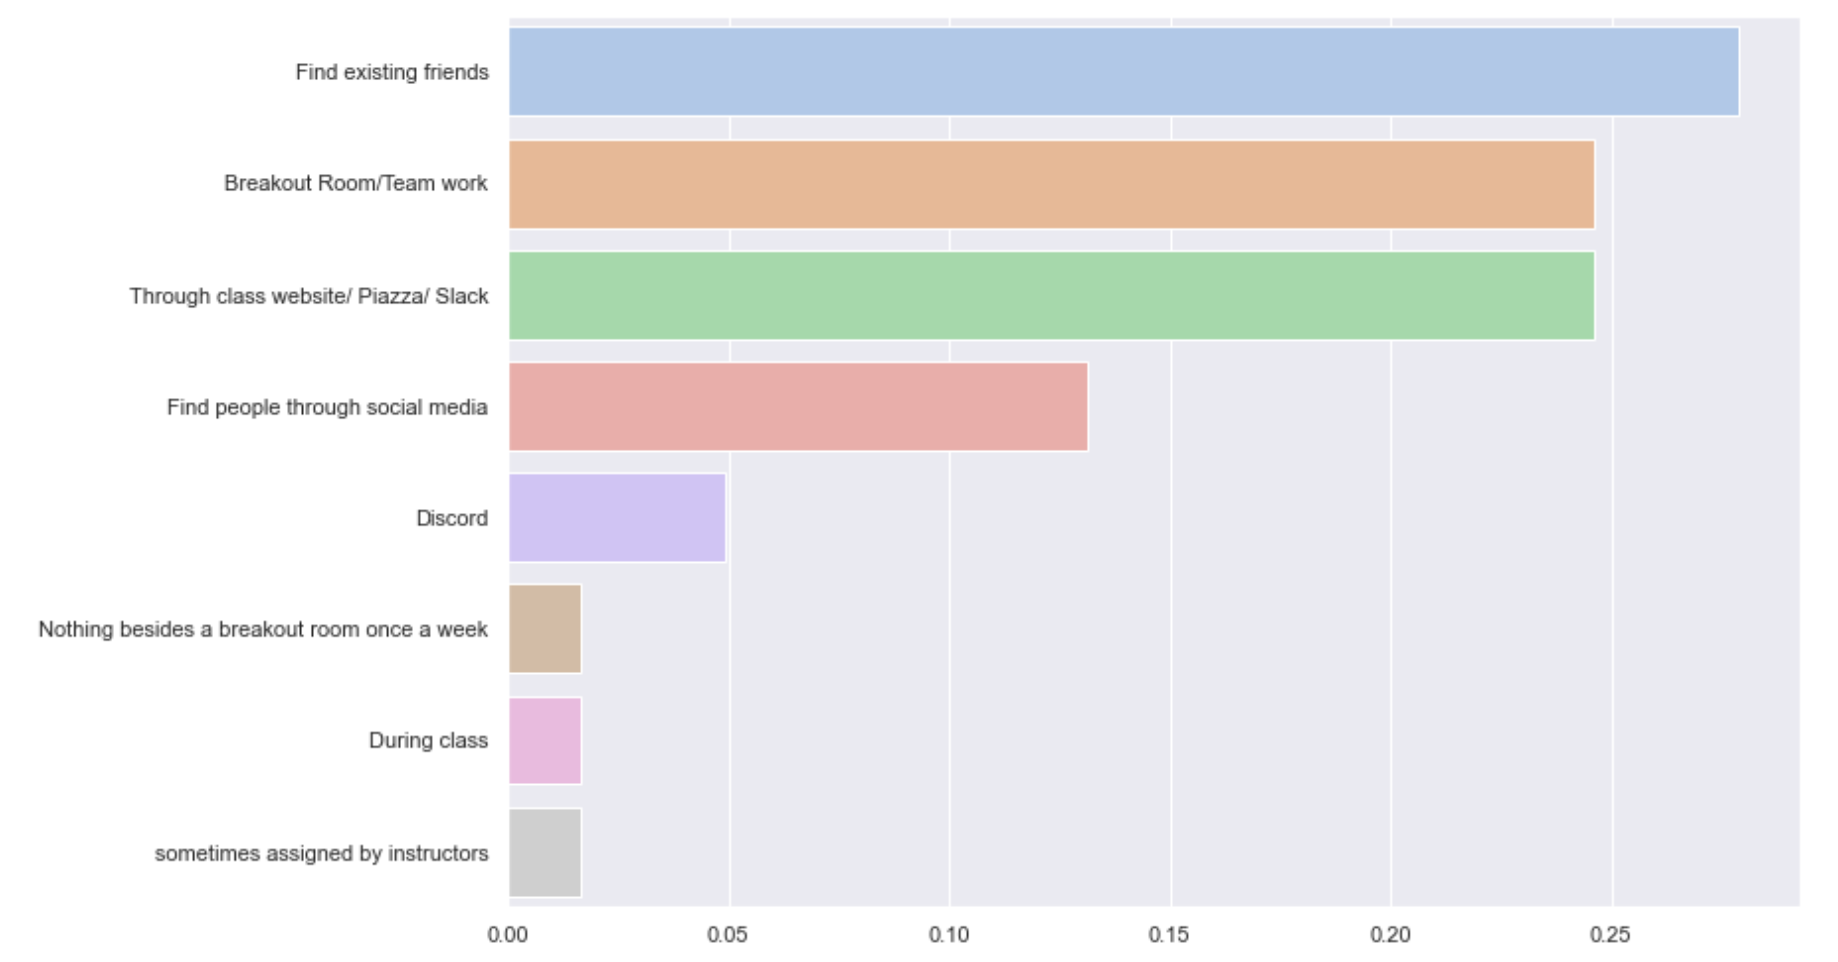 Find existing friends
Breakout Room/Team work
Through class website/ Piazza/ Slack
Find people through social media
Discord
Nothing besides a breakout room once a week
During class
sometimes assigned by instructors
0.00 0.05 0.10 0.15 0.20 0.25